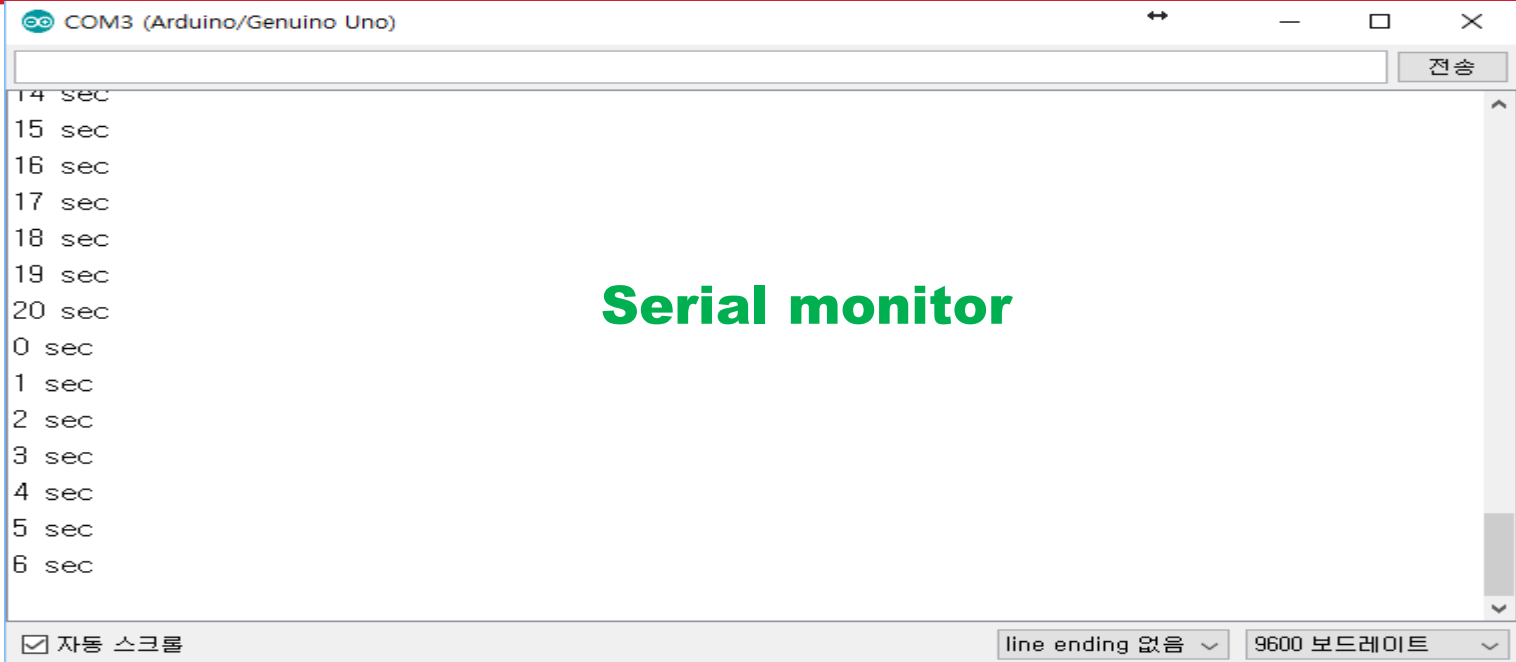 COM3 (Arduino/Genuino Uno)
전송
14 sec
15 sec
16 sec
17 sec
18 sec
19 sec
20 sec
Serial monitor
0 sec
1 sec
2 sec
3 sec
4 sec
5 sec
6 sec
자동 스크롤
line ending 없음
9600 보드레이트